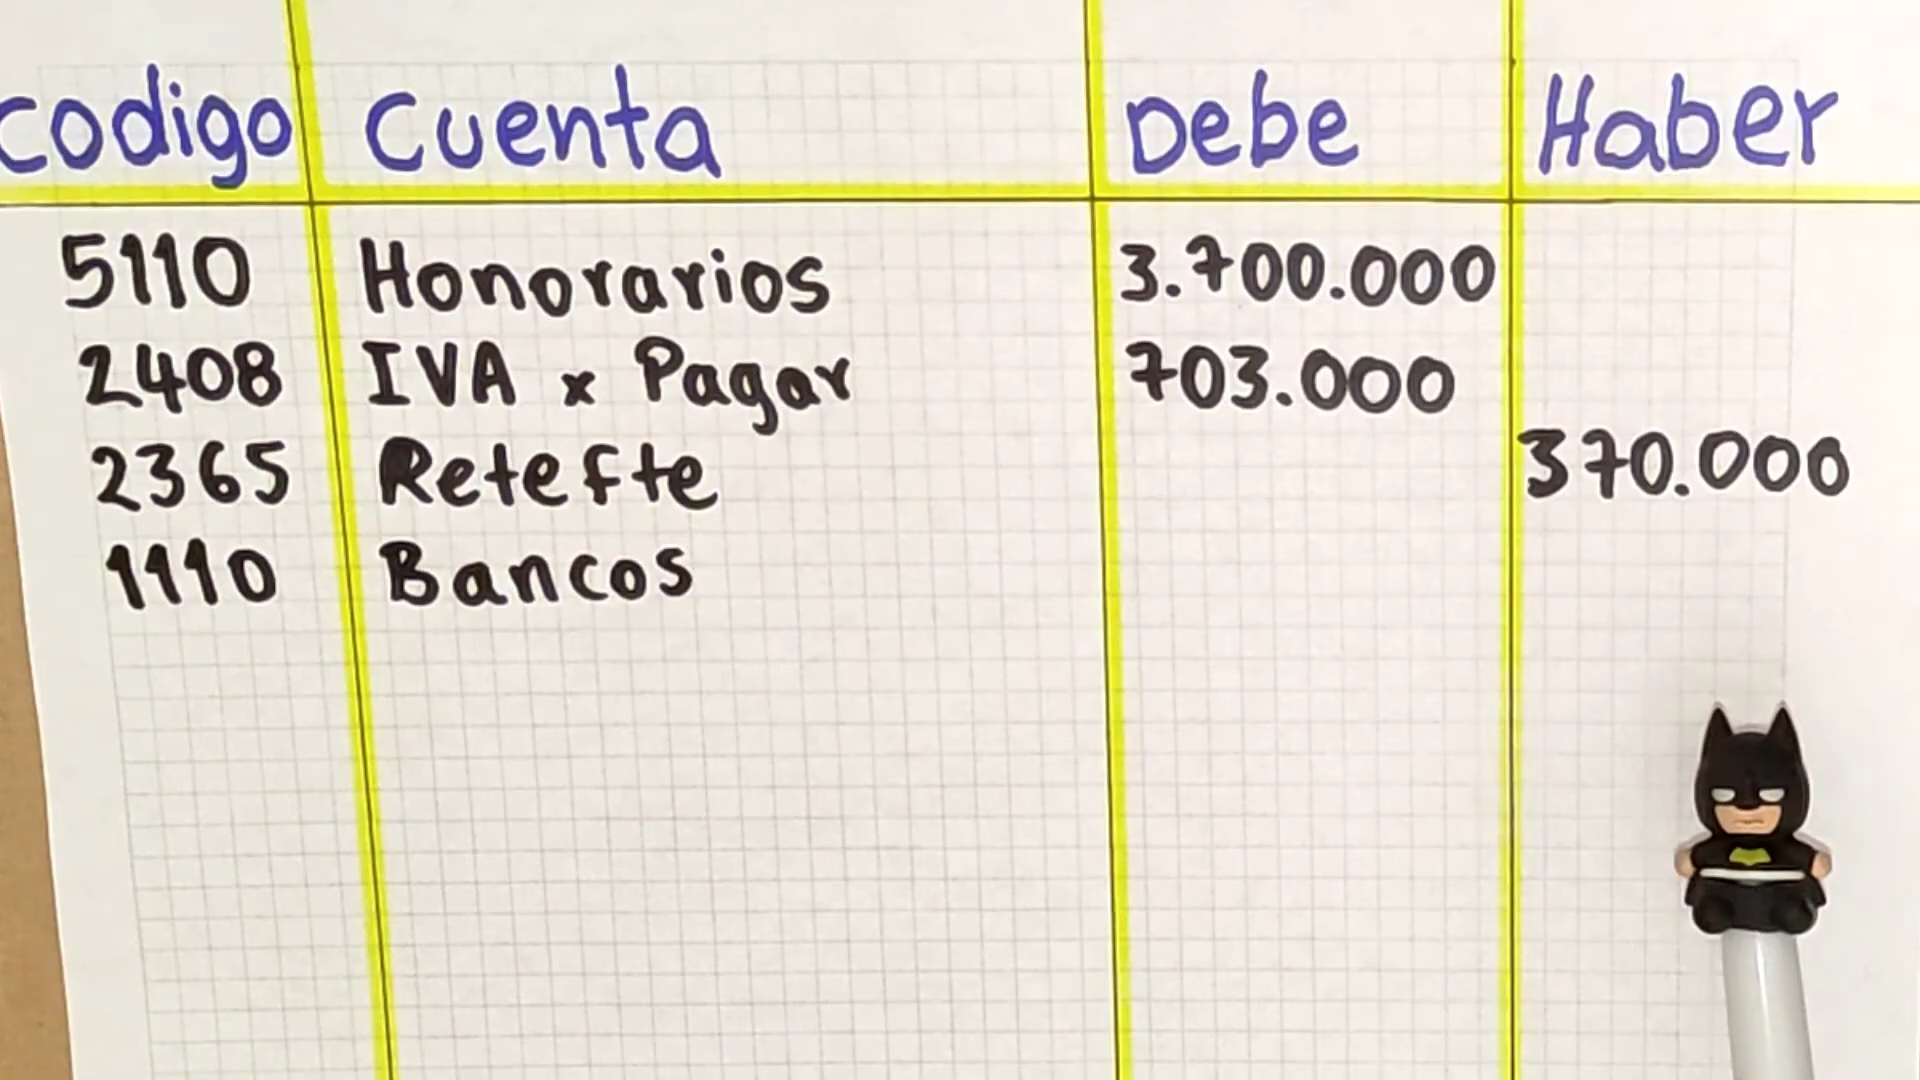 Codigo Cuenta Debe Haber
5110 Honorarios 3.700.000
2408 IVA x Pagar 703.000
2365 Retefte 370.000
1110 Bancos